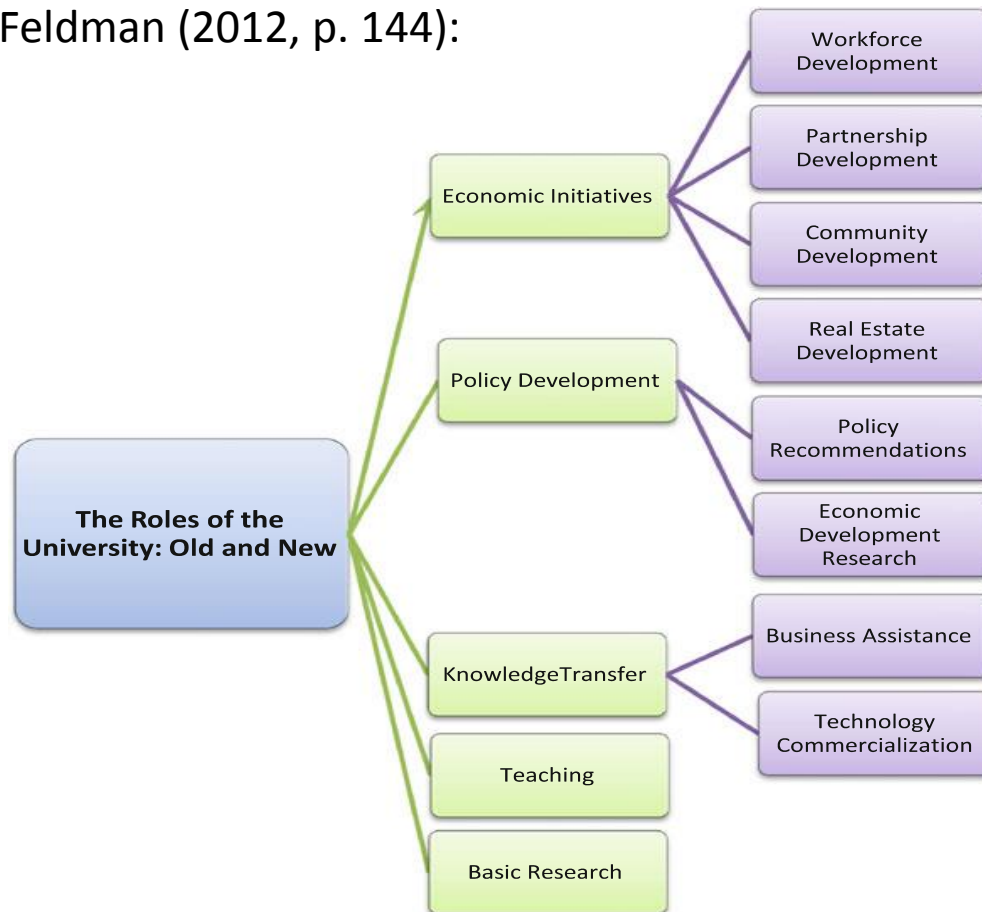 Feldman (2012, p. 144):
The Roles of the
University: Old and New
Economic Initiatives
Workforce
Development
Partnership
Development
Community
Development
Real Estate
Development
Policy Development
Policy
Recommendations
Economic
Development
Research
KnowledgeTransfer
Business Assistance
Technology
Commercialization
Teaching
Basic Research